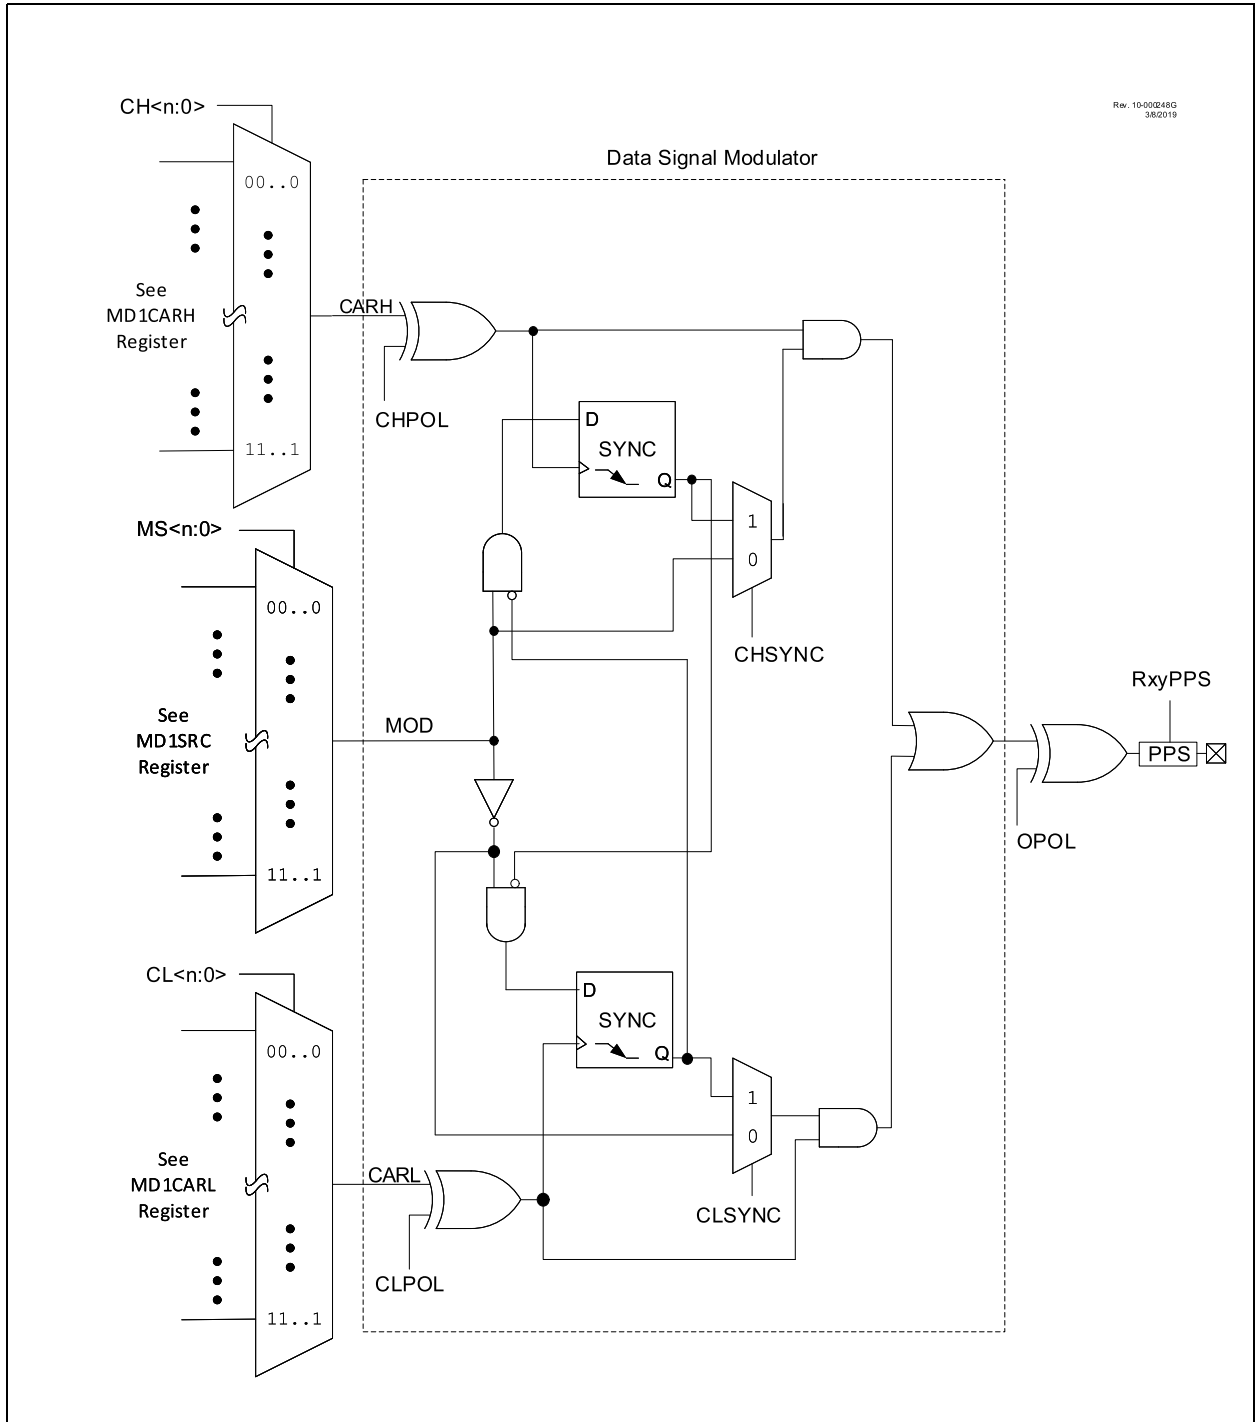 CH<n:0>
Rev. 10-000248G
3/8/2019
Data Signal Modulator
00..0
See
MD1CARH
Register
CARH
11..1
CHPOL
D
SYNC
Q
1
0
CHSYNC
MS<n:0>
00..0
See
MD1SRC
Register
MOD
11..1
RxyPPS
PPS
OPOL
CL<n:0>
D
SYNC
Q
00..0
1
0
See
MD1CARL
Register
CARL
CLSYNC
CLPOL
11..1